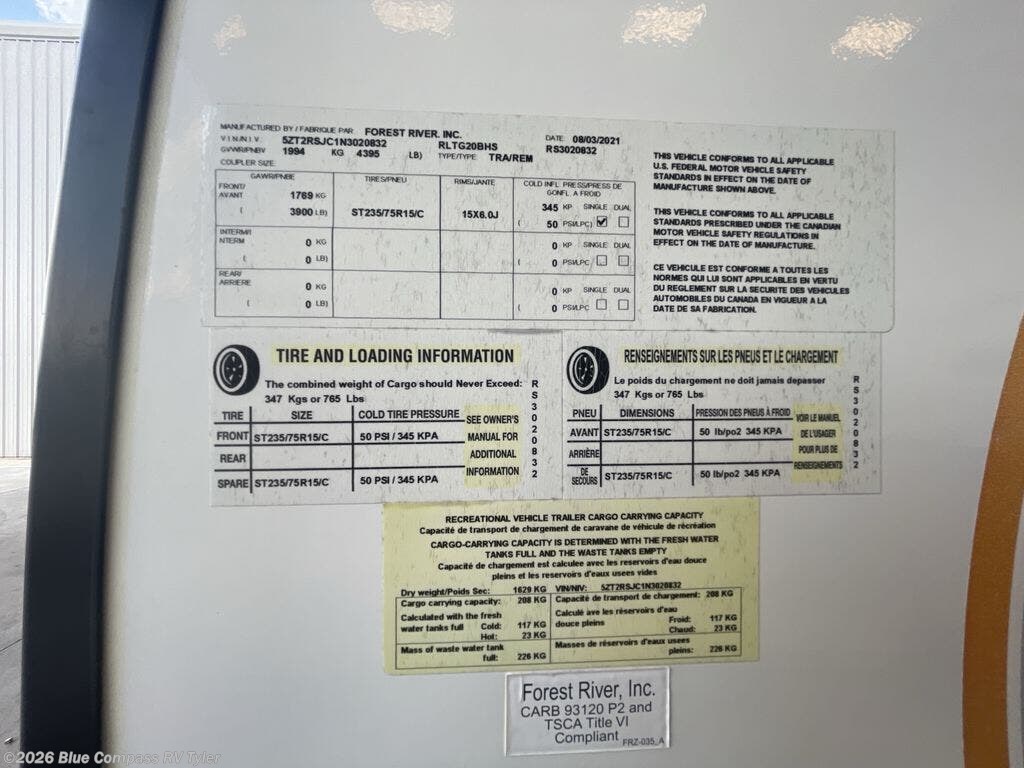 MANUFACTURED BY / FABRIQUE PAR FOREST RIVER, INC. DATE 08/03/2021
V.I.N/N.I.V. 5ZT2RSJC1N3020832 RLTG20BHS RS3020832
GVWR/PNBV 1994 KG 4395 LB) TYPE/TYPE TRA/REM
COUPLER SIZE
GAWR/PNBE TIRES/PNEU RIMS/JANTE COLD INFL. PRESS/PRESS DE GONFL. A FROID
FRONT/ AVANT 1769 KG 345 KP SINGLE DUAL
( 3900 LB) ST235/75R15/C 15X6.0J ( 50 PSI/LPC)
INTERM/ NTERM 0 KG 0 KP SINGLE DUAL
( 0 LB) ( 0 PSI/LPC
REAR/ ARRIERE 0 KG 0 KP SINGLE DUAL
( 0 LB) ( 0 PSI/LPC
THIS VEHICLE CONFORMS TO ALL APPLICABLE
U.S. FEDERAL MOTOR VEHICLE SAFETY
STANDARDS IN EFFECT ON THE DATE OF
MANUFACTURE SHOWN ABOVE.
THIS VEHICLE CONFORMS TO ALL APPLICABLE
STANDARDS PRESCRIBED UNDER THE CANADIAN
MOTOR VEHICLE SAFETY REGULATIONS IN
EFFECT ON THE DATE OF MANUFACTURE.
CE VEHICULE EST CONFORME A TOUTES LES
NORMES QUI LUI SONT APPLICABLES EN VERTU
DU REGLEMENT SUR LA SECURITE DES VEHICULES
AUTOMOBILES DU CANADA EN VIGUEUR A LA
DATE DE SA FABRICATION.
TIRE AND LOADING INFORMATION
The combined weight of Cargo should Never Exceed:
347 Kgs or 765 Lbs
TIRE SIZE COLD TIRE PRESSURE
FRONT ST235/75R15/C 50 PSI / 345 KPA
REAR
SPARE ST235/75R15/C 50 PSI / 345 KPA
SEE OWNER'S
MANUAL FOR
ADDITIONAL
INFORMATION
RS3020832
RENSEIGNEMENTS SUR LES PNEUS ET LE CHARGEMENT
Le poids du chargement ne doit jamais depasser
347 Kgs or 765 Lbs
PNEU DIMENSIONS PRESSION DES PNEUS À FROID
AVANT ST235/75R15/C 50 lb/po2 345 KPA
ARRIÈRE
DE SECOURS ST235/75R15/C 50 lb/po2 345 KPA
VOIR LE MANUEL
DE L'USAGER
POUR PLUS DE
RENSEIGNEMENTS
RS3020832
RECREATIONAL VEHICLE TRAILER CARGO CARRYING CAPACITY
Capacité de transport de chargement de caravane de véhicule de récréation
CARGO-CARRYING CAPACITY IS DETERMINED WITH THE FRESH WATER
TANKS FULL AND THE WASTE TANKS EMPTY
Capacité de chargement est calculee avec les reservoirs d'eau douce
pleins et les reservoirs d'eaux usees vides
Dry weight/Poids Sec: 1629 KG VIN/NIV: 5ZT2RSJC1N3020832
Cargo carrying capacity: 208 KG Capacité de transport de chargement: 208 KG
Calculated with the fresh
water tanks full Cold: 117 KG
Hot: 23 KG
Calculé ave les réservoirs d'eau
douce pleins Froid: 117 KG
Chaud: 23 KG
Mass of waste water tank
full: 226 KG
Masses de réservoirs d'eaux usees
pleins: 226 KG
Forest River, Inc.
CARB 93120 P2 and
TSCA Title VI
Compliant FRZ-035_A
©2026 Blue Compass RV Tyler